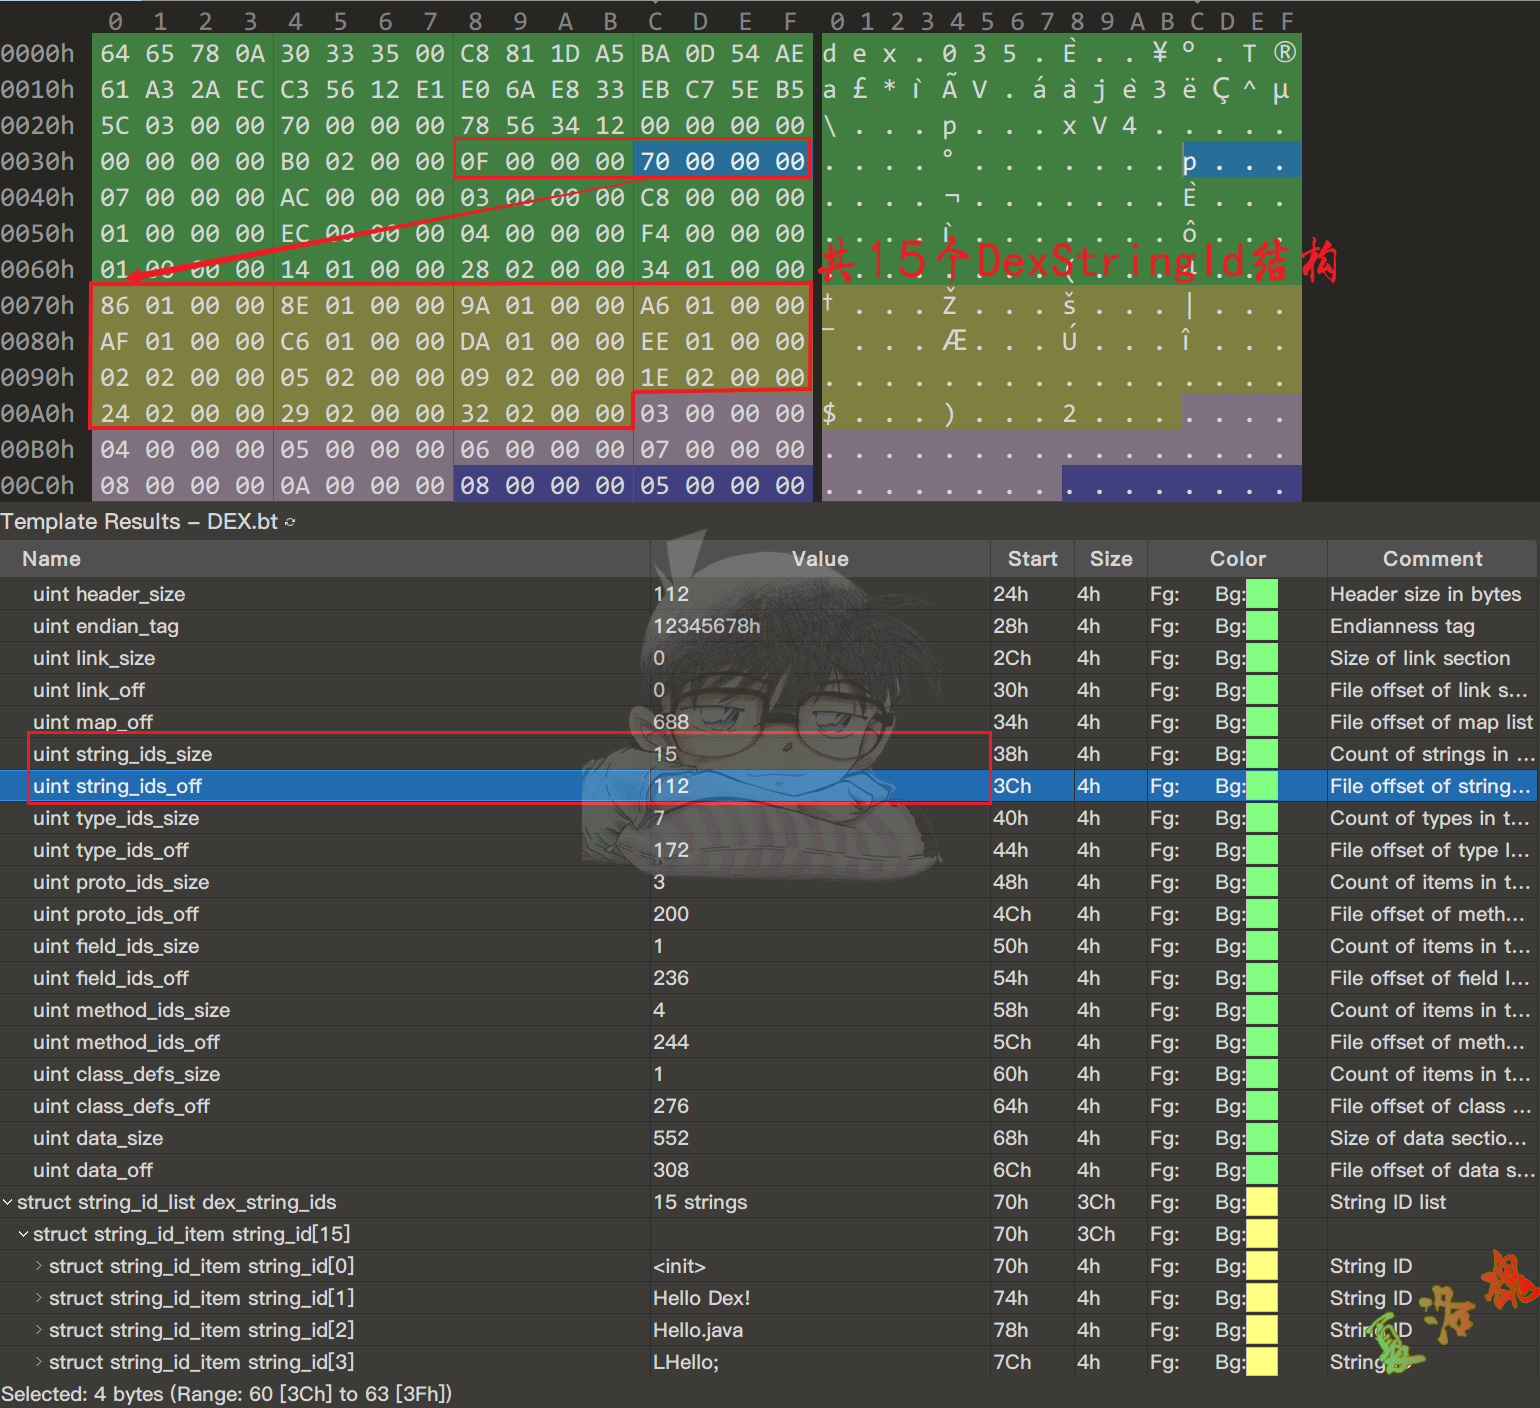 0 1 2 3 4 5 6 7 8 9 A B C D E F 0 1 2 3 4 5 6 7 8 9 A B C D E F
0000h 64 65 78 0A 30 33 35 00 C8 81 1D A5 BA 0D 54 AE d e x . 0 3 5 . È . . ¥ º . T ®
0010h 61 A3 2A EC C3 56 12 E1 E0 6A E8 33 EB C7 5E B5 a £ * ì Ã V . á à j è 3 ë Ç ^ µ
0020h 5C 03 00 00 70 00 00 00 78 56 34 12 00 00 00 00 \ . . . p . . . x V 4 . . . . .
0030h 00 00 00 00 B0 02 00 00 0F 00 00 00 70 00 00 00 . . . . ° . . . . . . . p . . .
0040h 07 00 00 00 AC 00 00 00 03 00 00 00 C8 00 00 00 . . . . ¬ . . . . . . . È . . .
0050h 01 00 00 00 EC 00 00 00 04 00 00 00 F4 00 00 00 . . . . ì . . . . . . . ô . . .
0060h 01 00 00 00 14 01 00 00 28 02 00 00 34 01 00 00
共15个DexStringId结构
0070h 86 01 00 00 8E 01 00 00 9A 01 00 00 A6 01 00 00 † . . . Ž . . . š . . . ¦ . . .
0080h AF 01 00 00 C6 01 00 00 DA 01 00 00 EE 01 00 00 ¯ . . . Æ . . . Ú . . . î . . .
0090h 02 02 00 00 05 02 00 00 09 02 00 00 1E 02 00 00 . . . . . . . . . . . . . . . .
00A0h 24 02 00 00 29 02 00 00 32 02 00 00 03 00 00 00 $ . . . ) . . . 2 . . . . . . .
00B0h 04 00 00 00 05 00 00 00 06 00 00 00 07 00 00 00 . . . . . . . . . . . . . . . .
00C0h 08 00 00 00 0A 00 00 00 08 00 00 00 05 00 00 00 . . . . . . . . . . . . . . . .
Template Results - DEX.bt
Name Value Start Size Color Comment
uint header_size 112 24h 4h Fg: Bg: Header size in bytes
uint endian_tag 12345678h 28h 4h Fg: Bg: Endianness tag
uint link_size 0 2Ch 4h Fg: Bg: Size of link section
uint link_off 0 30h 4h Fg: Bg: File offset of link s...
uint map_off 688 34h 4h Fg: Bg: File offset of map list
uint string_ids_size 15 38h 4h Fg: Bg: Count of strings in ...
uint string_ids_off 112 3Ch 4h Fg: Bg: File offset of string...
uint type_ids_size 7 40h 4h Fg: Bg: Count of types in t...
uint type_ids_off 172 44h 4h Fg: Bg: File offset of type l...
uint proto_ids_size 3 48h 4h Fg: Bg: Count of items in t...
uint proto_ids_off 200 4Ch 4h Fg: Bg: File offset of meth...
uint field_ids_size 1 50h 4h Fg: Bg: Count of items in t...
uint field_ids_off 236 54h 4h Fg: Bg: File offset of field l...
uint method_ids_size 4 58h 4h Fg: Bg: Count of items in t...
uint method_ids_off 244 5Ch 4h Fg: Bg: File offset of meth...
uint class_defs_size 1 60h 4h Fg: Bg: Count of items in t...
uint class_defs_off 276 64h 4h Fg: Bg: File offset of class ...
uint data_size 552 68h 4h Fg: Bg: Size of data sectio...
uint data_off 308 6Ch 4h Fg: Bg: File offset of data s...
struct string_id_list dex_string_ids 15 strings 70h 3Ch Fg: Bg: String ID list
struct string_id_item string_id[15] 70h 3Ch Fg: Bg:
struct string_id_item string_id[0] <init> 70h 4h Fg: Bg: String ID
struct string_id_item string_id[1] Hello Dex! 74h 4h Fg: Bg: String ID
struct string_id_item string_id[2] Hello.java 78h 4h Fg: Bg: String ID
struct string_id_item string_id[3] LHello; 7Ch 4h Fg: Bg: String
Selected: 4 bytes (Range: 60 [3Ch] to 63 [3Fh])